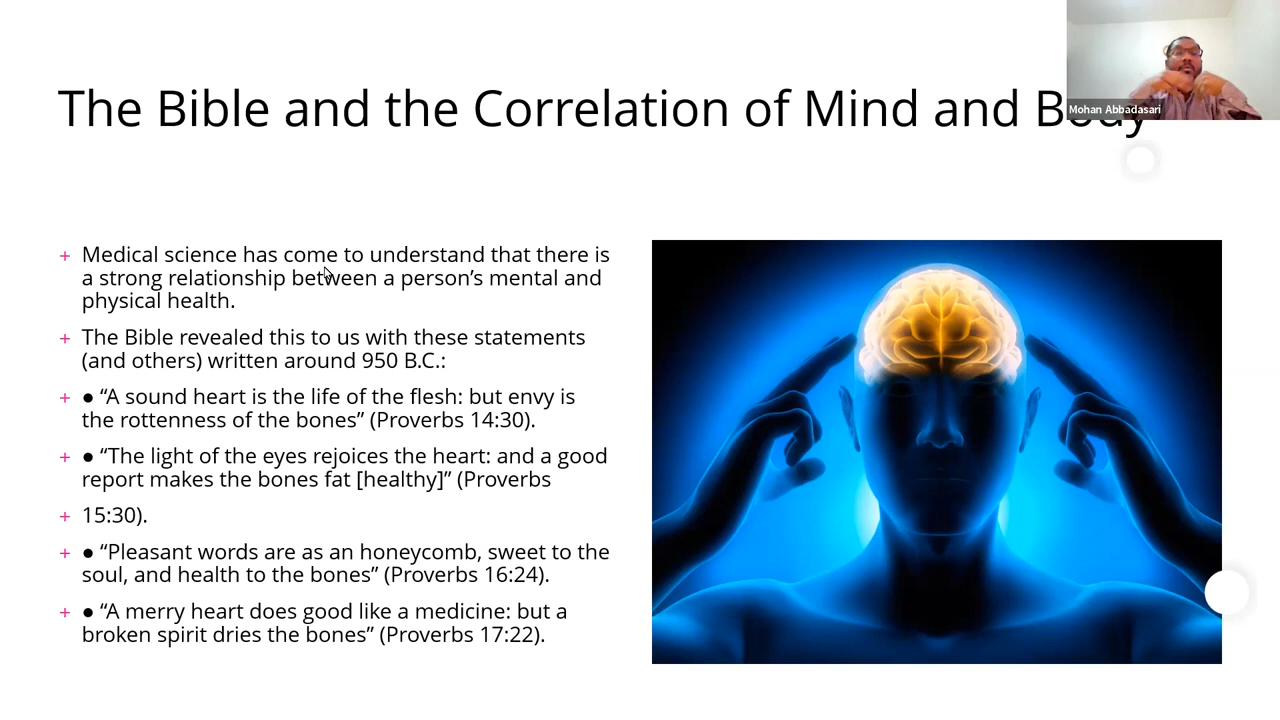 The Bible and the Correlation of Mind and Body
Mohan Abbadasari
+ Medical science has come to understand that there is
a strong relationship between a person’s mental and
physical health.
+ The Bible revealed this to us with these statements
(and others) written around 950 B.C.:
+ ● “A sound heart is the life of the flesh: but envy is
the rottenness of the bones” (Proverbs 14:30).
+ ● “The light of the eyes rejoices the heart: and a good
report makes the bones fat [healthy]” (Proverbs
+ 15:30).
+ ● “Pleasant words are as an honeycomb, sweet to the
soul, and health to the bones” (Proverbs 16:24).
+ ● “A merry heart does good like a medicine: but a
broken spirit dries the bones” (Proverbs 17:22).